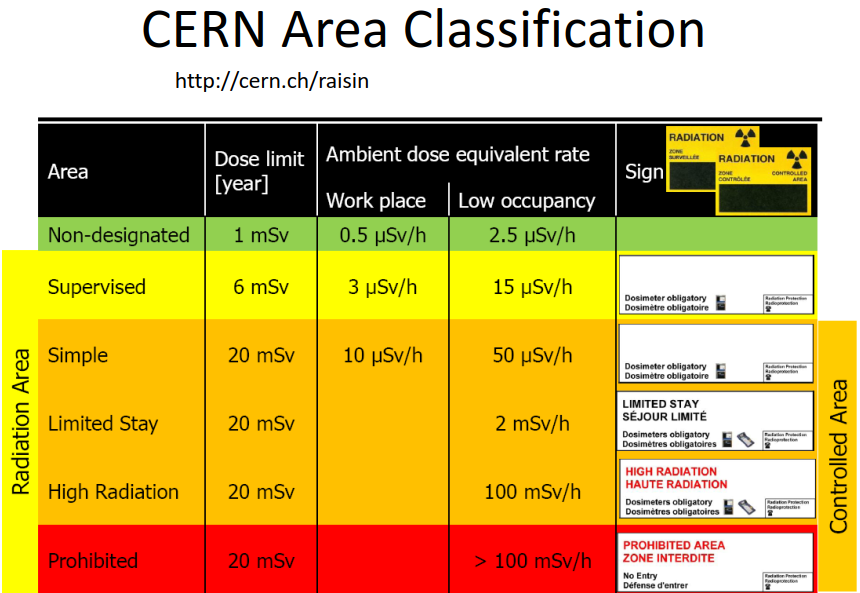 CERN Area Classification
http://cern.ch/raisin
Area
Dose limit
[year]
Ambient dose equivalent rate
Work place
Low occupancy
Sign
RADIATION
ZONE
SURVEILLÉE
RADIATION
ZONE
CONTRÔLÉE
CONTROLLED
AREA
Non-designated 1 mSv 0.5 µSv/h 2.5 µSv/h
Radiation Area
Supervised 6 mSv 3 µSv/h 15 µSv/h
Dosimeter obligatory
Dosimètre obligatoire
Radiation Protection
Radioprotection
Simple 20 mSv 10 µSv/h 50 µSv/h
Dosimeter obligatory
Dosimètre obligatoire
Radiation Protection
Radioprotection
Limited Stay 20 mSv 2 mSv/h
LIMITED STAY
SÉJOUR LIMITÉ
Dosimeters obligatory
Dosimètres obligatoires
Radiation Protection
Radioprotection
High Radiation 20 mSv 100 mSv/h
HIGH RADIATION
HAUTE RADIATION
Dosimeters obligatory
Dosimètres obligatoires
Radiation Protection
Radioprotection
Prohibited 20 mSv > 100 mSv/h
PROHIBITED AREA
ZONE INTERDITE
No Entry
Défense d'entrer
Radiation Protection
Radioprotection
Controlled Area